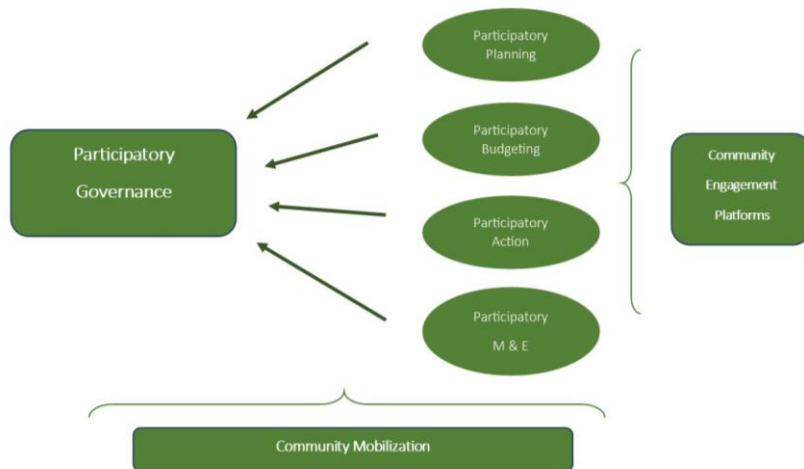 Participatory
Planning
Participatory
Governance
Participatory
Budgeting
Community
Engagement
Platforms
Participatory
Action
Participatory
M & E
Community Mobilization